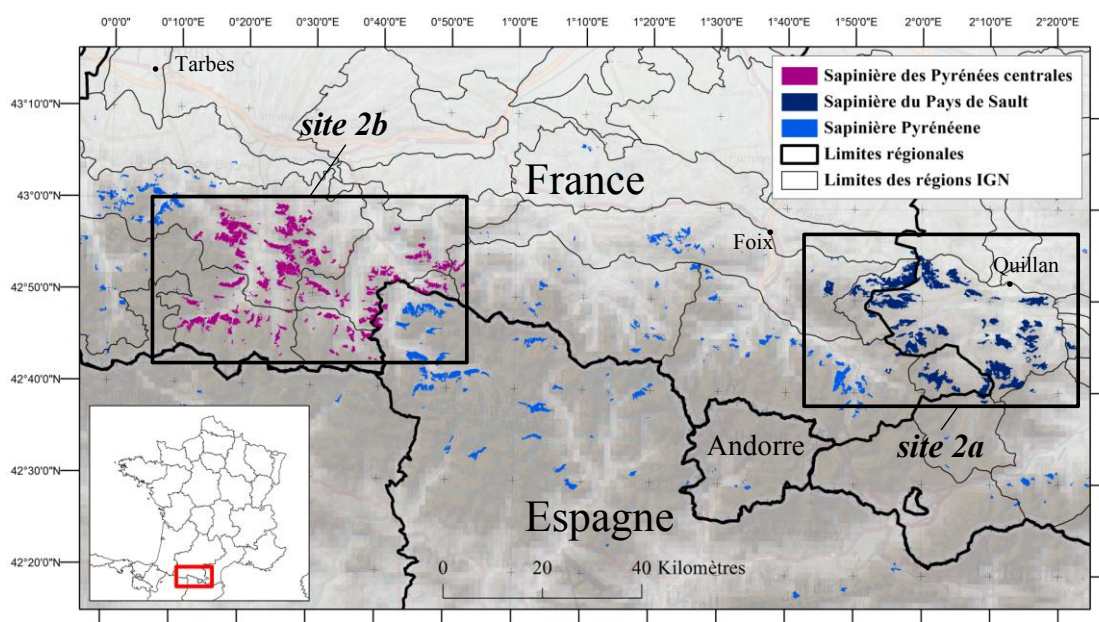 0°0'0" 0°10'0"E 0°20'0"E 0°30'0"E 0°40'0"E 0°50'0"E 1°0'0"E 1°10'0"E 1°20'0"E 1°30'0"E 1°40'0"E 1°50'0"E 2°0'0"E 2°10'0"E 2°20'0"E
Tarbes
Sapinière des Pyrénées centrales
Sapinière du Pays de Sault
Sapinière Pyrénéene
Limites régionales
Limites des régions IGN
43°10'0"N
site 2b
France
43°0'0"N
Foix
Quillan
42°50'0"N
42°40'0"N
Andorre
site 2a
42°30'0"N
Espagne
42°20'0"N
0 20 40 Kilomètres